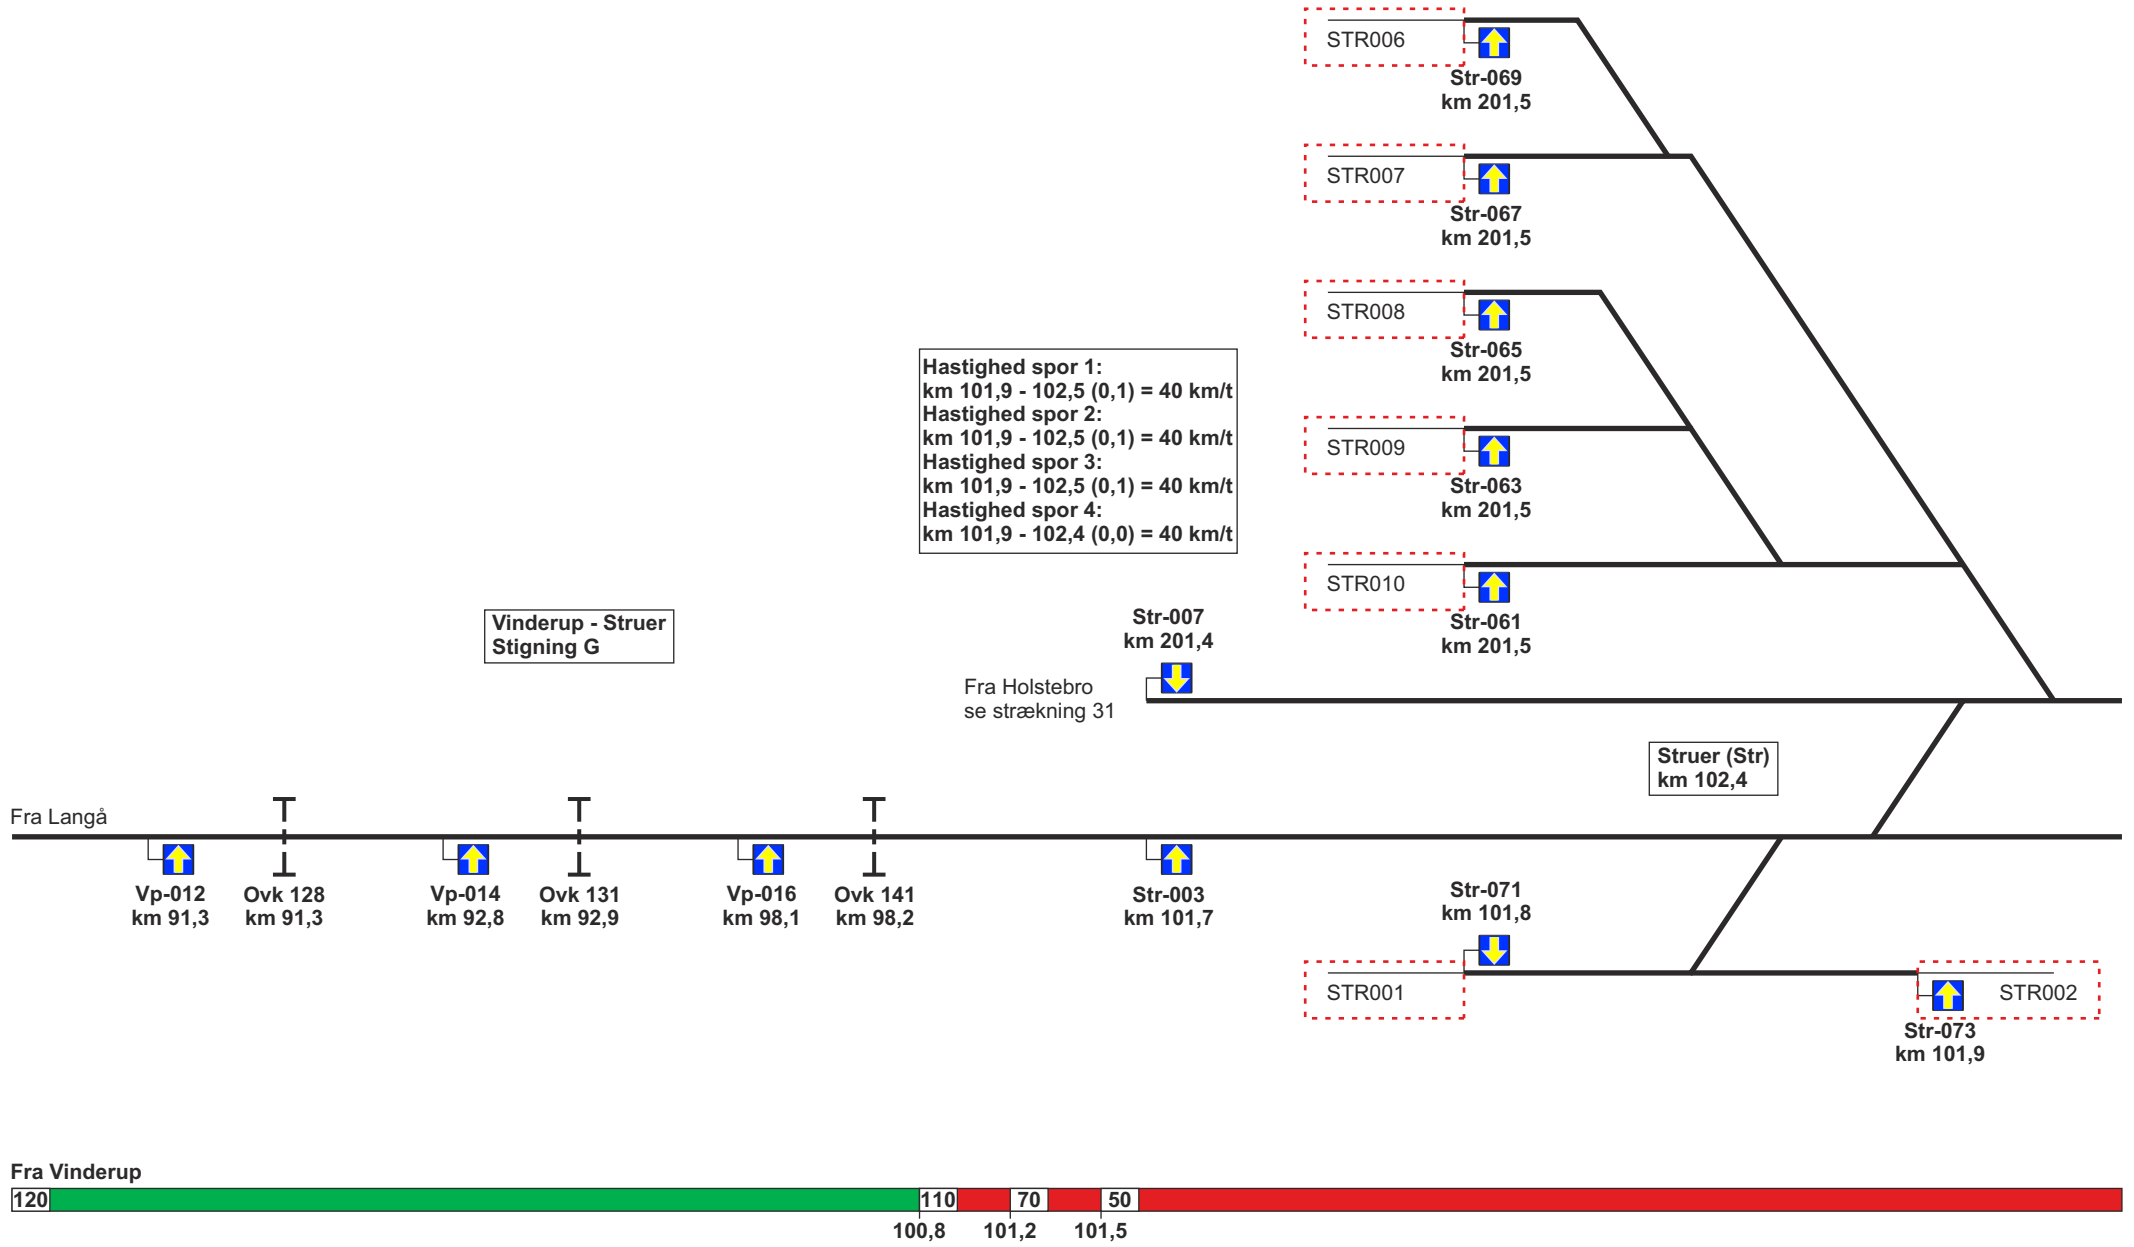 STR006
Str-069
km 201,5
STR007
Str-067
km 201,5
STR008
Str-065
km 201,5
Hastighed spor 1:
km 101,9 - 102,5 (0,1) = 40 km/t
Hastighed spor 2:
km 101,9 - 102,5 (0,1) = 40 km/t
Hastighed spor 3:
km 101,9 - 102,5 (0,1) = 40 km/t
Hastighed spor 4:
km 101,9 - 102,4 (0,0) = 40 km/t
STR009
Str-063
km 201,5
STR010
Str-061
km 201,5
Vinderup - Struer
Stigning G
Str-007
km 201,4
Fra Holstebro
se strækning 31
Struer (Str)
km 102,4
Fra Langå
Vp-012
km 91,3
Ovk 128
km 91,3
Vp-014
km 92,8
Ovk 131
km 92,9
Vp-016
km 98,1
Ovk 141
km 98,2
Str-003
km 101,7
Str-071
km 101,8
STR001
STR002
Str-073
km 101,9
Fra Vinderup
120 110 70 50
100,8 101,2 101,5